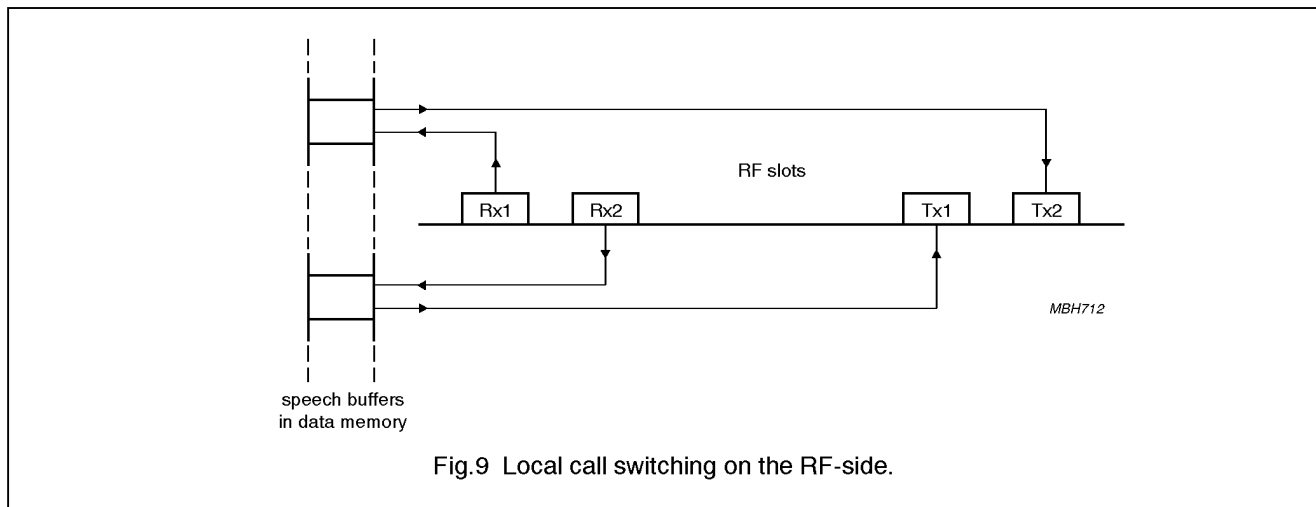 RF slots
Rx1
Rx2
Tx1
Tx2
MBH712
speech buffers
in data memory
Fig.9 Local call switching on the RF-side.